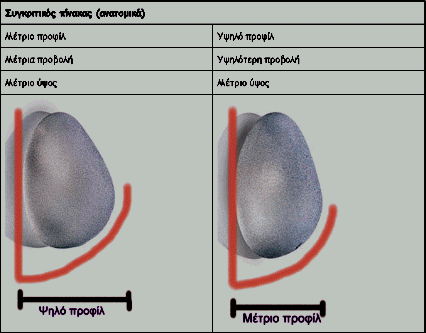 Συγκριτικός πίνακας (ανατομικά)
Μέτριο προφίλ Υψηλό προφίλ
Μέτρια προβολή Υψηλότερη προβολή
Μέτριο ύψος Μέτριο ύψος
Ψηλό προφίλ Μέτριο προφίλ